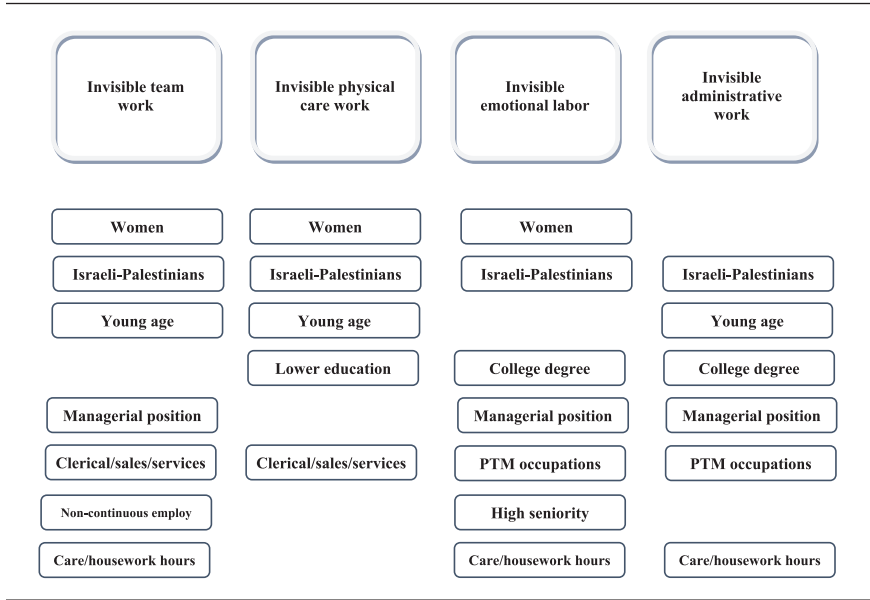 Invisible team
work
Invisible physical
care work
Invisible
emotional labor
Invisible
administrative
work
Women
Women
Women
Israeli-Palestinians
Israeli-Palestinians
Israeli-Palestinians
Israeli-Palestinians
Young age
Young age
Young age
Lower education
College degree
College degree
Managerial position
Managerial position
Managerial position
Clerical/sales/services
Clerical/sales/services
PTM occupations
PTM occupations
Non-continuous employ
High seniority
Care/housework hours
Care/housework hours
Care/housework hours